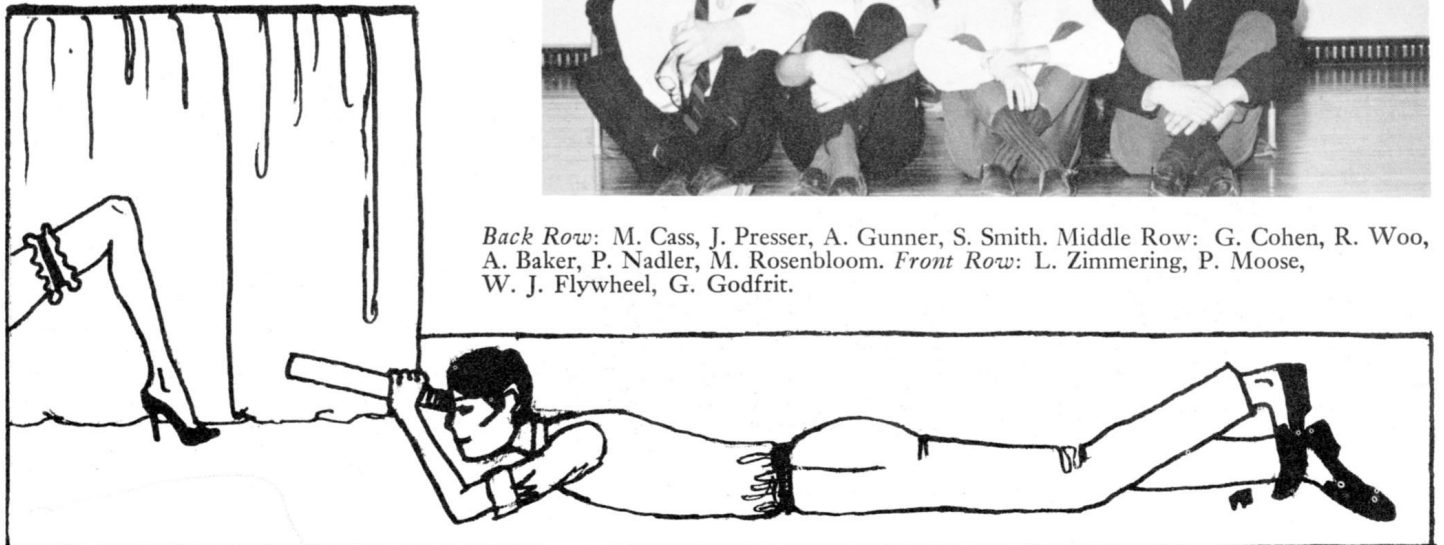 Back Row: M. Cass, J. Presser, A. Gunner, S. Smith. Middle Row: G. Cohen, R. Woo,
A. Baker, P. Nadler, M. Rosenbloom. Front Row: L. Zimmering, P. Moose,
W. J. Flywheel, G. Godfrit.